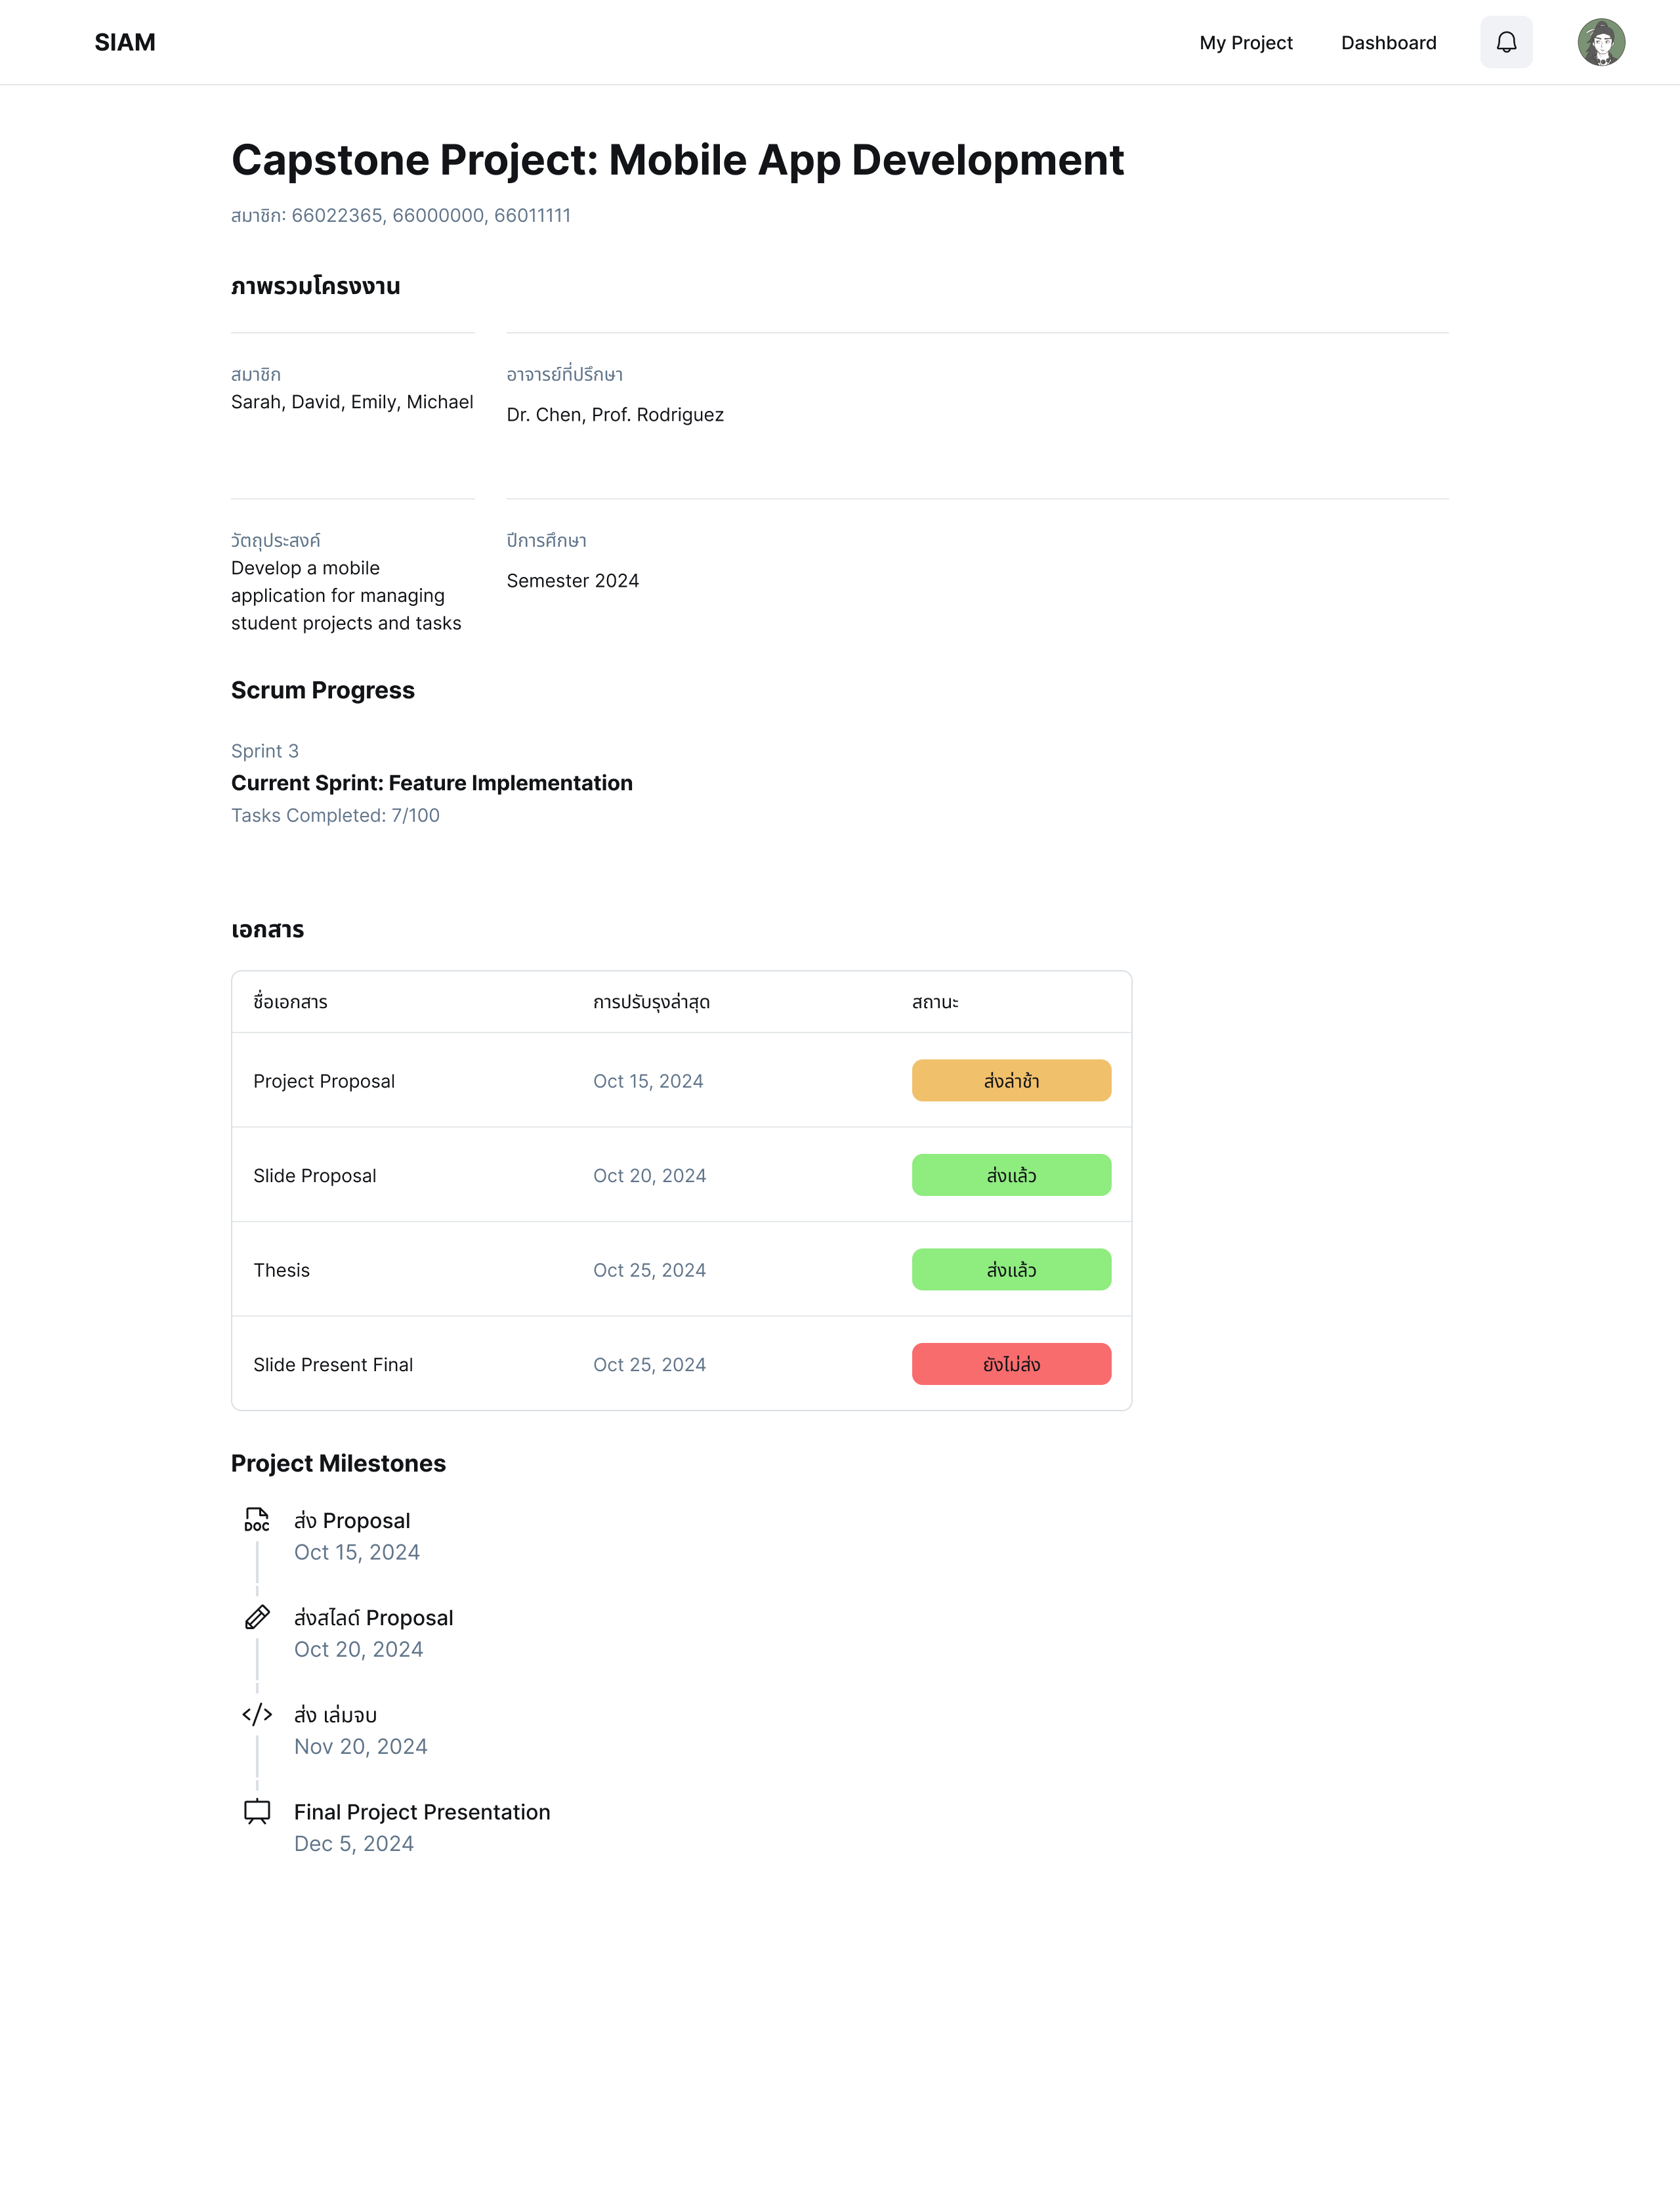 SIAM
My Project
Dashboard
Capstone Project: Mobile App Development
สมาชิก: 66022365, 66000000, 66011111
ภาพรวมโครงงาน
สมาชิก
Sarah, David, Emily, Michael
อาจารย์ที่ปรึกษา
Dr. Chen, Prof. Rodriguez
วัตถุประสงค์
Develop a mobile
application for managing
student projects and tasks
ปีการศึกษา
Semester 2024
Scrum Progress
Sprint 3
Current Sprint: Feature Implementation
Tasks Completed: 7/100
เอกสาร
ชื่อเอกสาร การปรับรุงล่าสุด สถานะ
Project Proposal Oct 15, 2024 ส่งล่าช้า
Slide Proposal Oct 20, 2024 ส่งแล้ว
Thesis Oct 25, 2024 ส่งแล้ว
Slide Present Final Oct 25, 2024 ยังไม่ส่ง
Project Milestones
DOC
ส่ง Proposal
Oct 15, 2024
ส่งสไลด์ Proposal
Oct 20, 2024
ส่ง เล่มจบ
Nov 20, 2024
Final Project Presentation
Dec 5, 2024